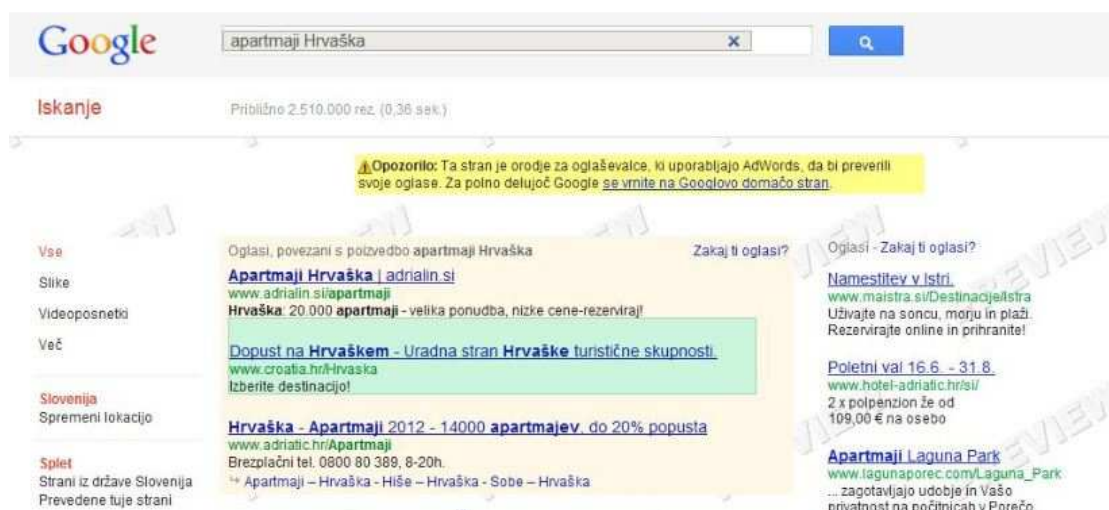 Google
apartmaji Hrvaška
Iskanje
Približno 2.510.000 rez. (0,36 sek.)
Opozorilo: Ta stran je orodje za oglaševalce, ki uporabljajo AdWords, da bi preverili
svoje oglase. Za polno delujoč Google se vrnite na Googlovo domačo stran.
Vse
Slike
Videoposnetki
Več
Slovenija
Spremeni lokacijo
Splet
Strani iz države Slovenija
Prevedene tuje strani
Oglasi, povezani s poizvedbo apartmaji Hrvaška
Zakaj ti oglasi?
Apartmaji Hrvaška | adrialin.si
www.adrialin.si/apartmaji
Hrvaška: 20.000 apartmaji - velika ponudba, nizke cene-rezerviraj!
Dopust na Hrvaškem - Uradna stran Hrvaške turistične skupnosti.
www.croatia.hr/Hrvaska
Izberite destinacijo!
Hrvaška - Apartmaji 2012 - 14000 apartmajev, do 20% popusta
www.adriatic.hr/Apartmaji
Brezplačni tel. 0800 80 389, 8-20h.
Apartmaji – Hrvaška - Hiše – Hrvaška - Sobe – Hrvaška
Oglasi - Zakaj ti oglasi?
Namestitev v Istri.
www.maistra.si/Destinacije/Istra
Uživajte na soncu, morju in plaži.
Rezervirajte online in prihranite!
Poletni val 16.6. - 31.8.
www.hotel-adriatic.hr/si/
2 x polpenzion že od
109,00 € na osebo
Apartmaji Laguna Park
www.lagunaporec.com/Laguna_Park
... zagotavljajo udobje in Vašo
privatnost na počitnicah v Porečo
PREVIEW